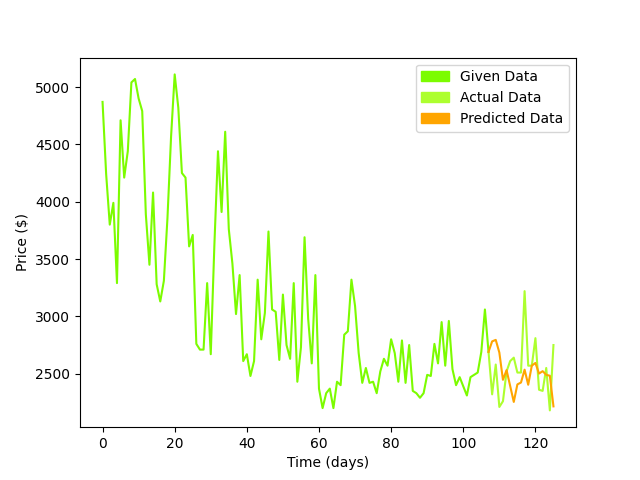 Given Data
Actual Data
Predicted Data
5000
4500
4000
3500
3000
2500
Price ($)
0 20 40 60 80 100 120
Time (days)